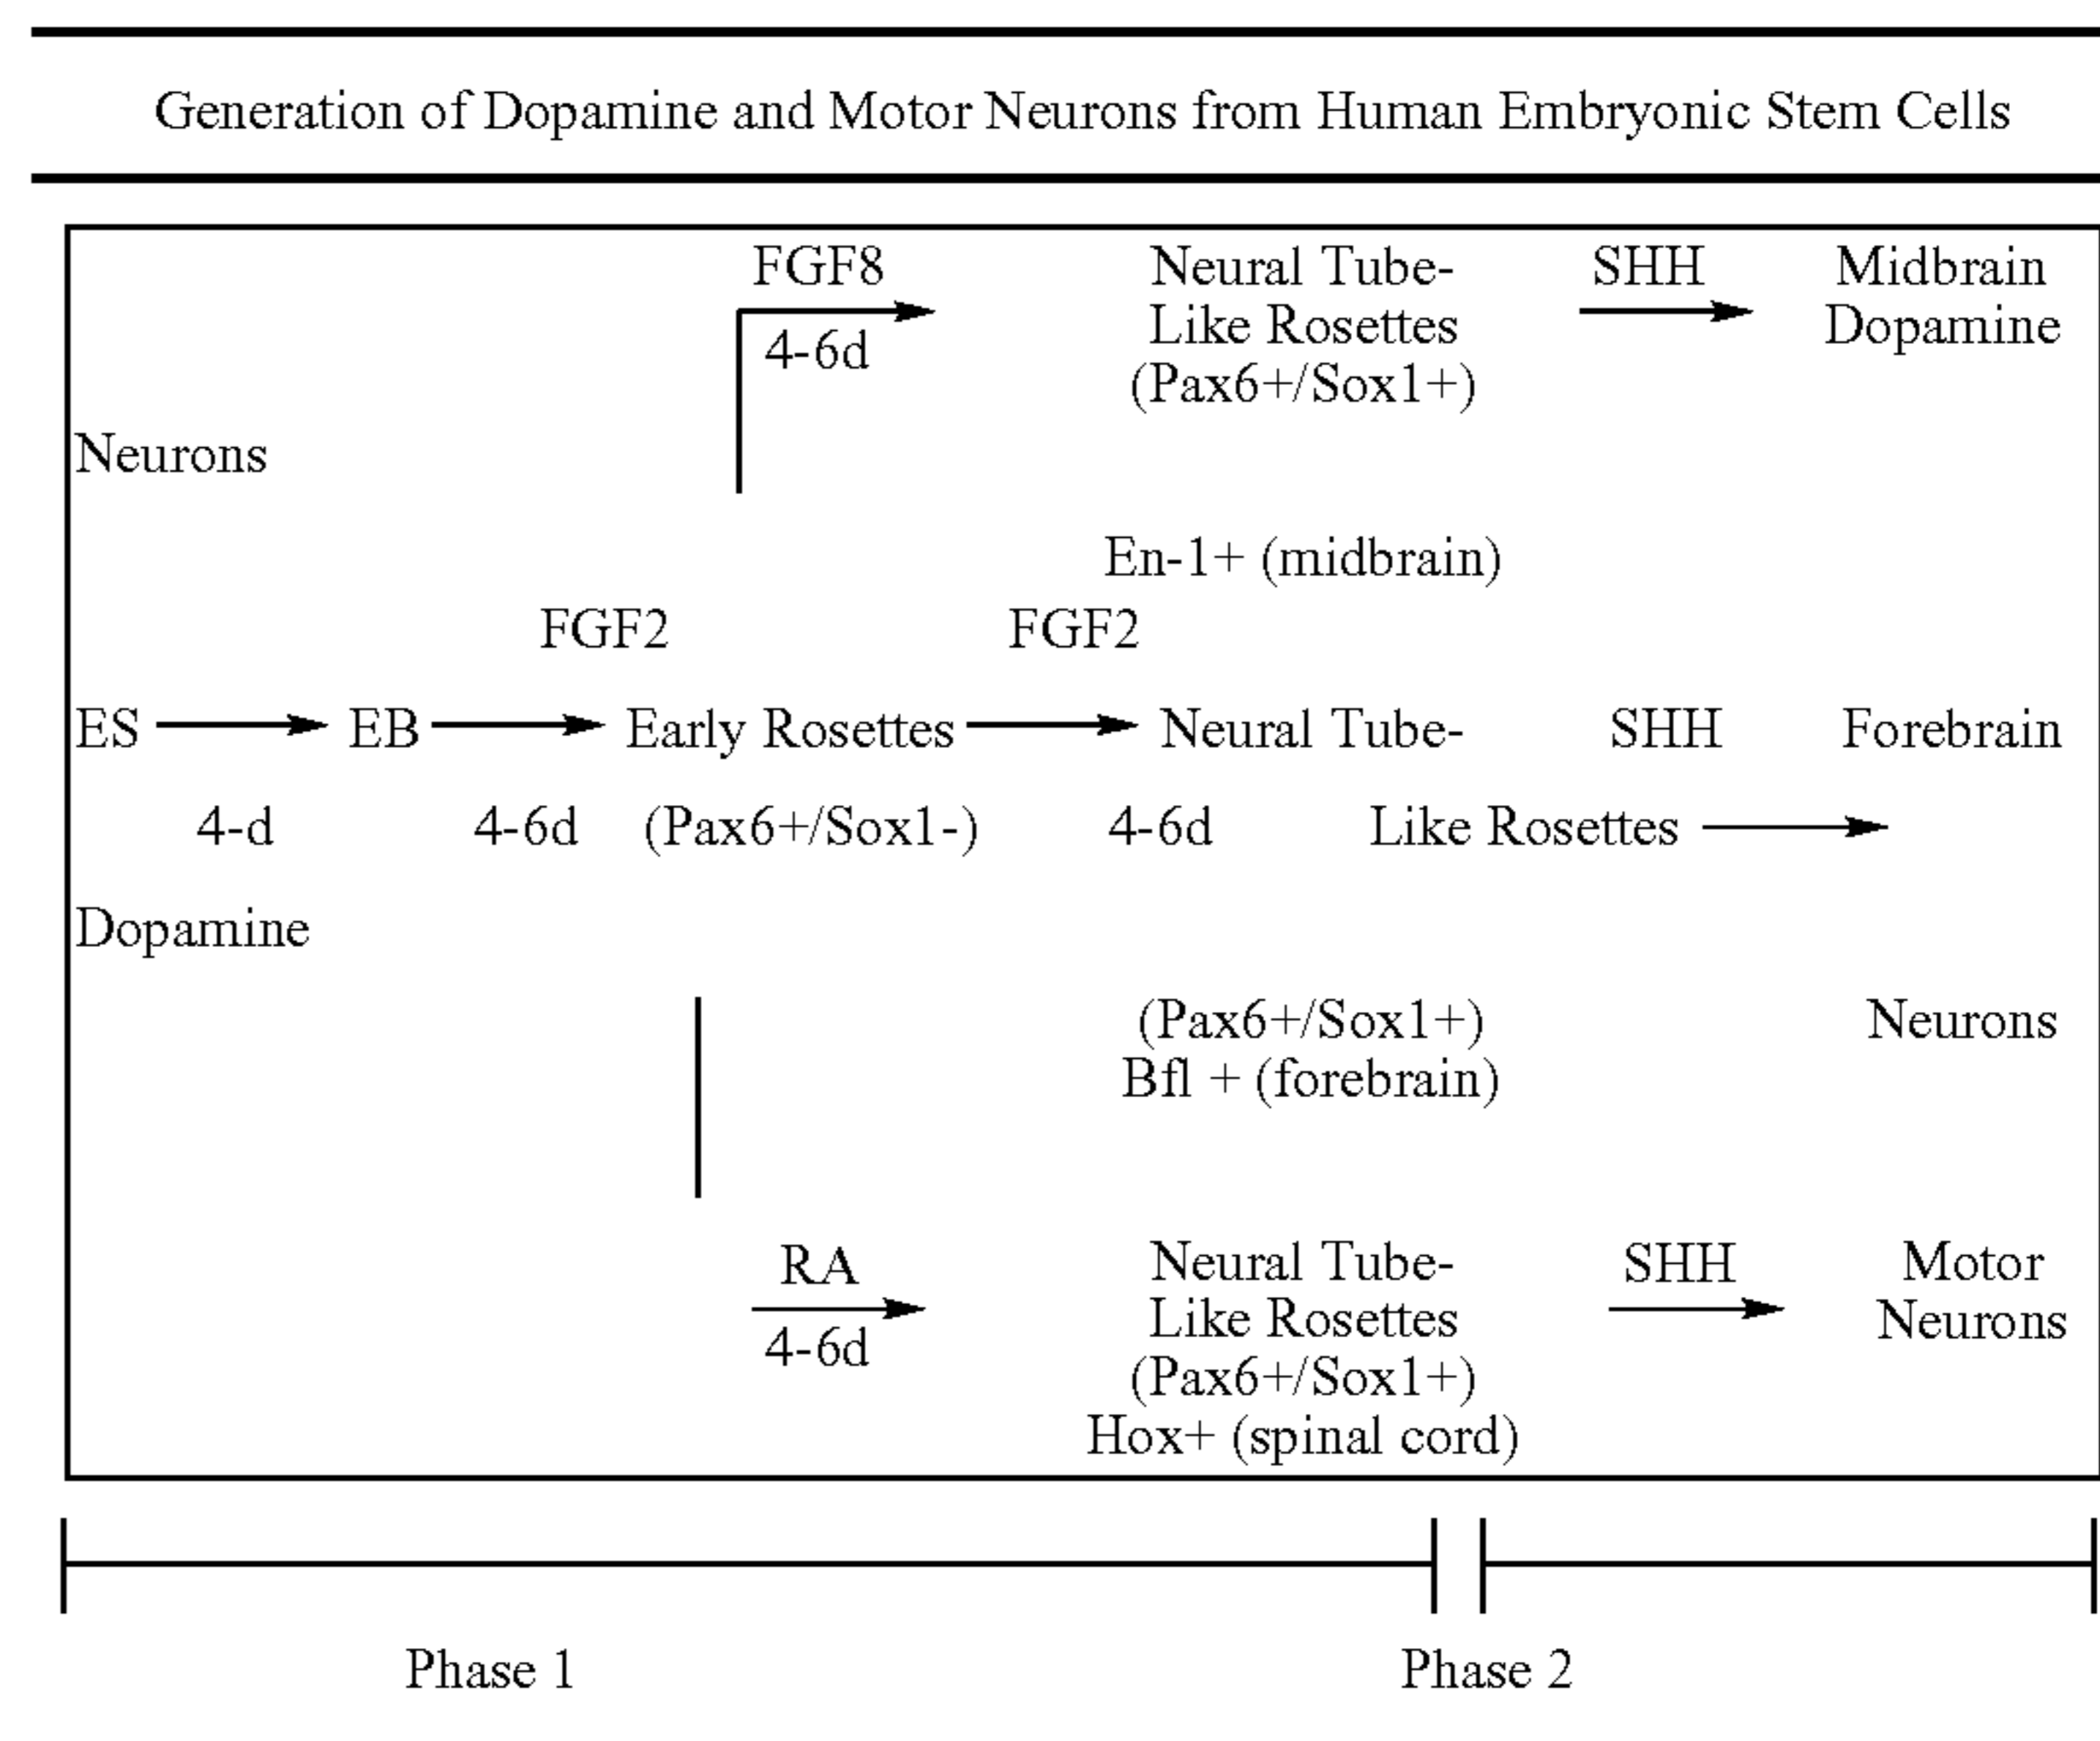 Generation of Dopamine and Motor Neurons from Human Embryonic Stem Cells
FGF8 Neural Tube- SHH Midbrain
Like Rosettes Dopamine
4-6d
(Pax6+/Sox1+)
Neurons
En-1+ (midbrain)
FGF2 FGF2
ES EB Early Rosettes Neural Tube- SHH Forebrain
4-d 4-6d (Pax6+/Sox1-) 4-6d Like Rosettes
Dopamine
(Pax6+/Sox1+) Neurons
Bfl + (forebrain)
RA Neural Tube- SHH Motor
Like Rosettes Neurons
4-6d
(Pax6+/Sox1+)
Hox+ (spinal cord)
Phase 1 Phase 2